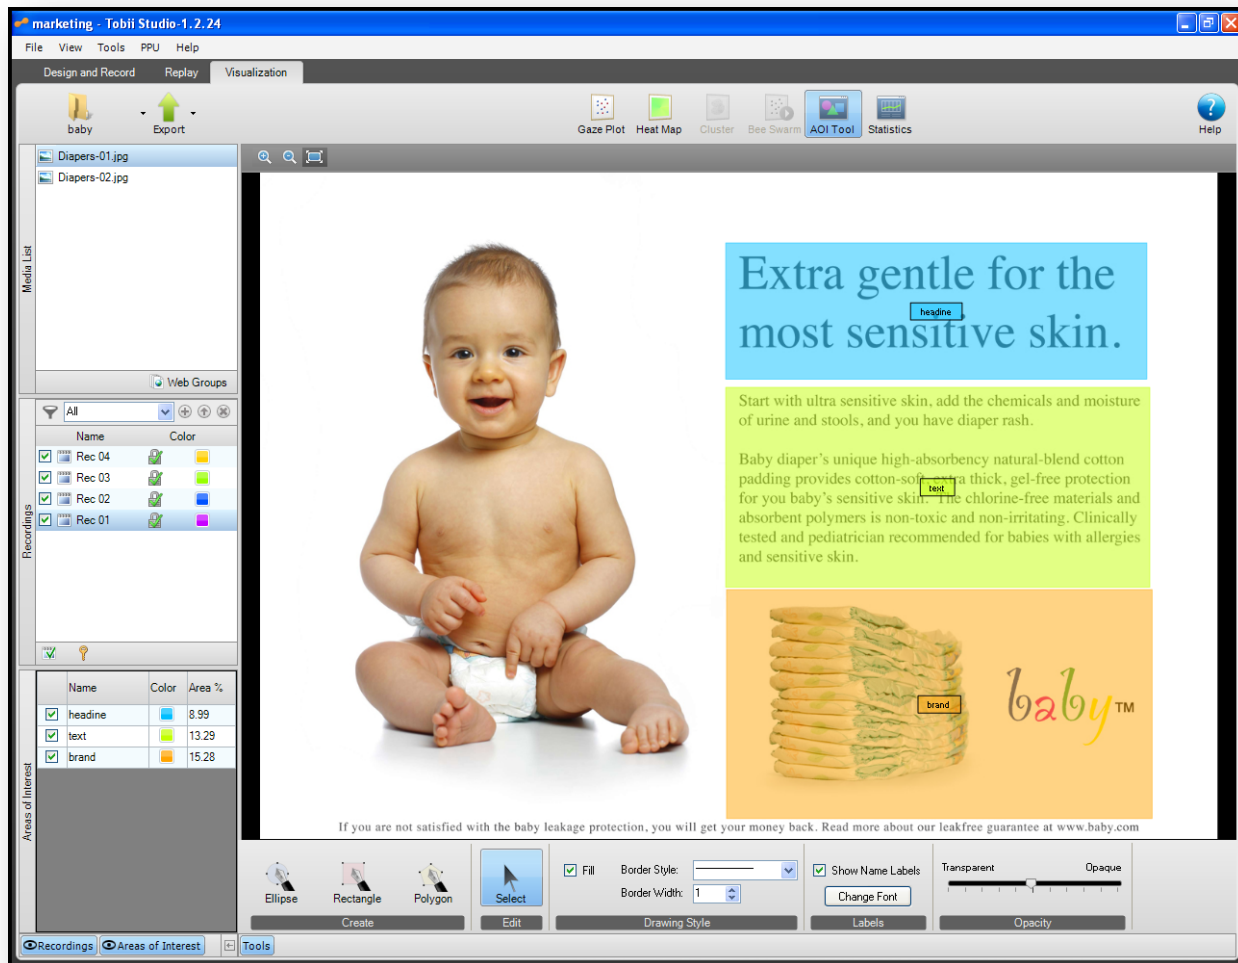 marketing - Tobii Studio-1.2.24
File View Tools PPU Help
Design and Record Replay Visualization
baby Export Gaze Plot Heat Map Cluster Bee Swarm AOI Tool Statistics Help
Media List
Diapers-01.jpg
Diapers-02.jpg
Web Groups
Recordings
All
Name Color
Rec 04
Rec 03
Rec 02
Rec 01
Areas of Interest
Name Color Area %
headine 8.99
text 13.29
brand 15.28
Extra gentle for the
headine
most sensitive skin.
Start with ultra sensitive skin, add the chemicals and moisture
of urine and stools, and you have diaper rash.
Baby diaper's unique high-absorbency natural-blend cotton
padding provides cotton-soft, extra thick, gel-free protection
text
for you baby's sensitive skin. The chlorine-free materials and
absorbent polymers is non-toxic and non-irritating. Clinically
tested and pediatrician recommended for babies with allergies
and sensitive skin.
brand
baby™
If you are not satisfied with the baby leakage protection, you will get your money back. Read more about our leakfree guarantee at www.baby.com
Ellipse Rectangle Polygon
Create
Select
Edit
Fill Border Style:
Border Width: 1
Drawing Style
Show Name Labels
Change Font
Labels
Transparent Opaque
Opacity
Recordings Areas of Interest Tools